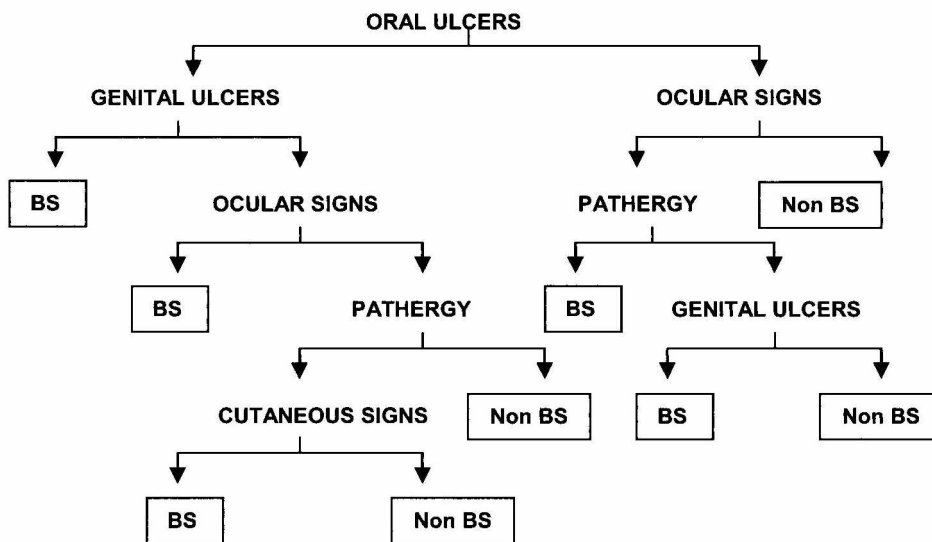 ORAL ULCERS
GENITAL ULCERS
OCULAR SIGNS
BS
OCULAR SIGNS
PATHERGY
Non BS
BS
PATHERGY
BS
GENITAL ULCERS
CUTANEOUS SIGNS
Non BS
BS
Non BS
BS
Non BS